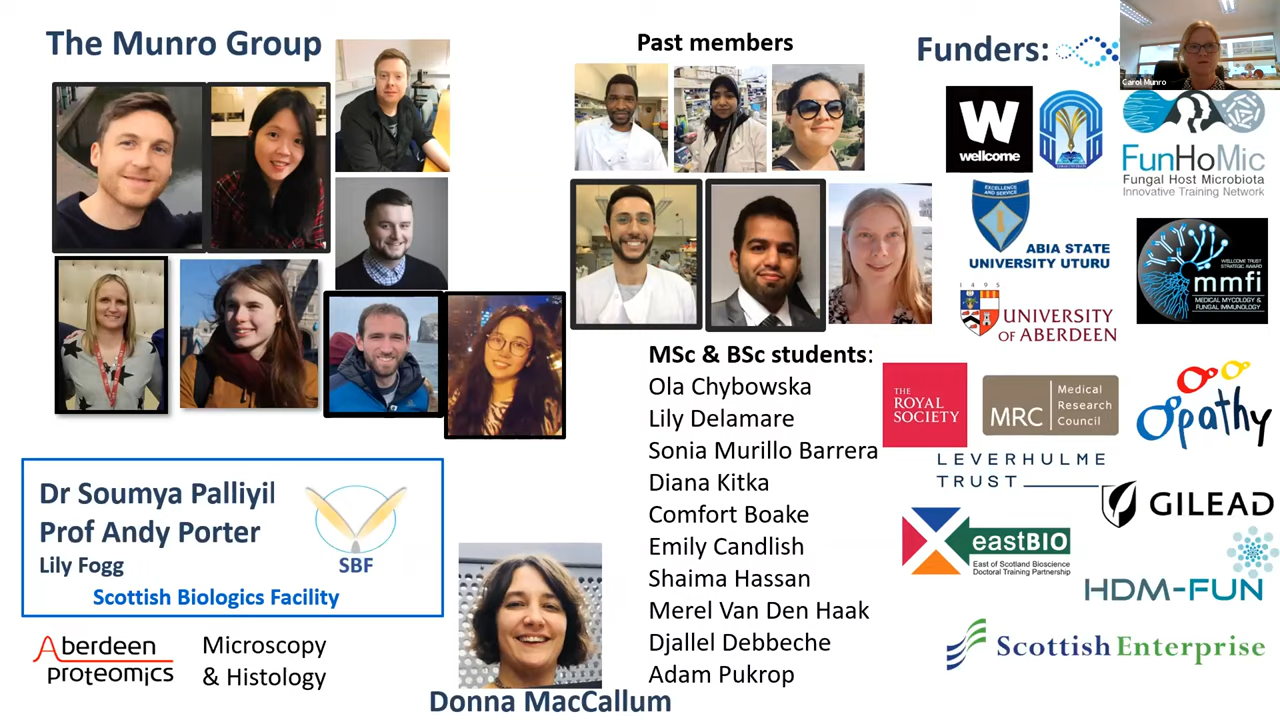 The Munro Group
Past members
Funders:
Carol Munro
W
wellcome
FunHoMic
Fungal Host Microbiota
Innovative Training Network
EXCELLENCE AND SERVICE
ABIA STATE
UNIVERSITY UTURU
WELLCOME TRUST
STRATEGIC AWARD
mmfi
MEDICAL MYCOLOGY &
FUNGAL IMMUNOLOGY
1495
UNIVERSITY
OF ABERDEEN
MSc & BSc students:
Ola Chybowska
Lily Delamare
Sonia Murillo Barrera
Diana Kitka
Comfort Boake
Emily Candlish
Shaima Hassan
Merel Van Den Haak
Djallel Debbeche
Adam Pukrop
THE
ROYAL
SOCIETY
MRC
Medical
Research
Council
Opathy
LEVERHULME
TRUST
GILEAD
eastBIO
East of Scotland Bioscience
Doctoral Training Partnership
HDM-FUN
Scottish Enterprise
Dr Soumya Palliyil
Prof Andy Porter
Lily Fogg
SBF
Scottish Biologics Facility
Aberdeen
proteomics
Microscopy
& Histology
Donna MacCallum